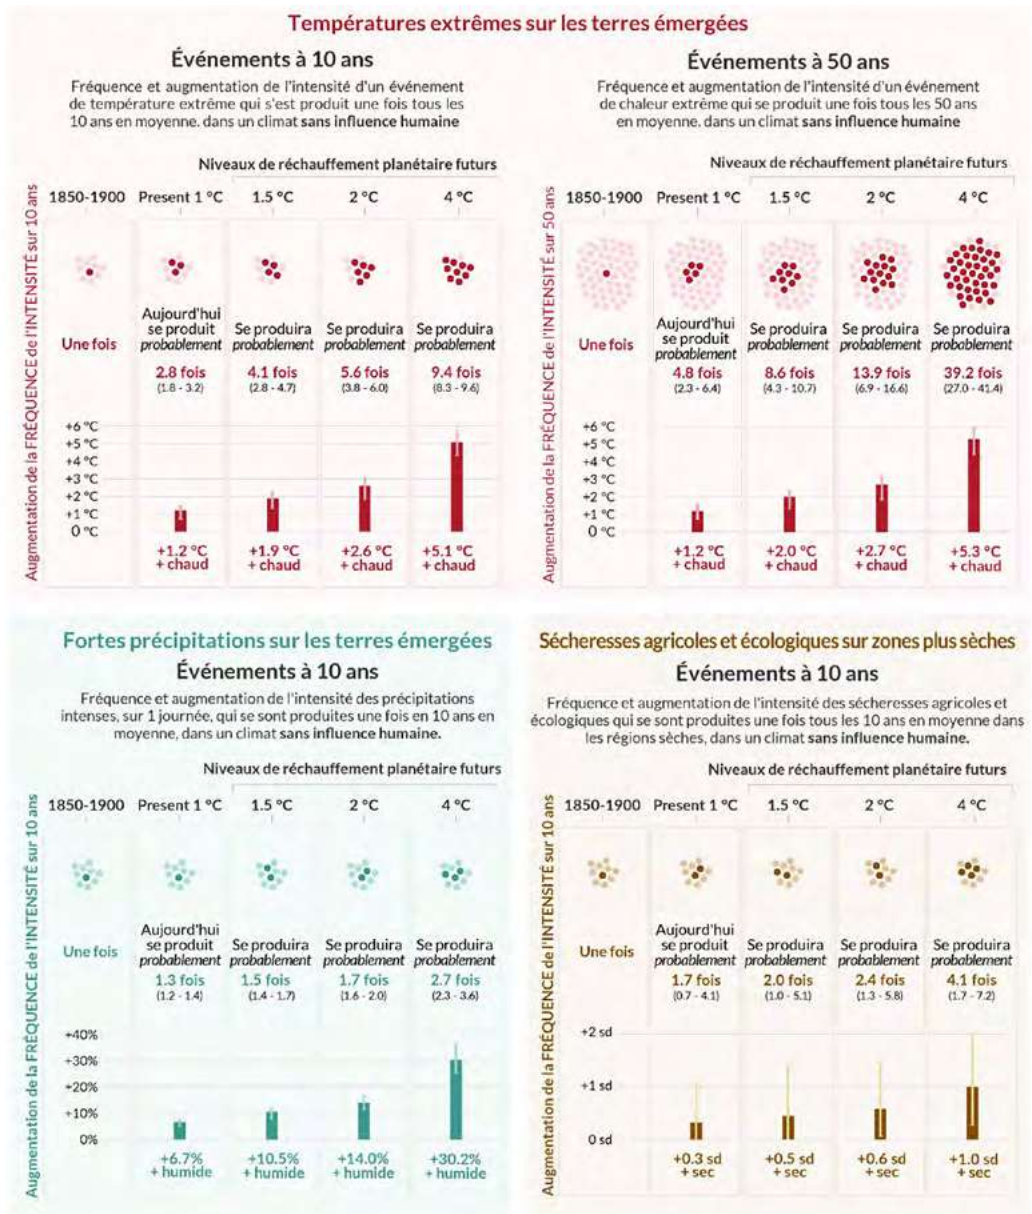 Températures extrêmes sur les terres émergées
Événements à 10 ans
Fréquence et augmentation de l'intensité d'un événement
de température extrême qui s'est produit une fois tous les
10 ans en moyenne. dans un climat sans influence humaine
Niveaux de réchauffement planétaire futurs
1850-1900 Present 1 °C 1.5 °C 2 °C 4 °C
Augmentation de la FRÉQUENCE de l'INTENSITÉ sur 10 ans
Une fois
Aujourd'hui
se produit
probablement
2.8 fois
(1.8 - 3.2)
Se produira
probablement
4.1 fois
(2.8 - 4.7)
Se produira
probablement
5.6 fois
(3.8 - 6.0)
Se produira
probablement
9.4 fois
(8.3 - 9.6)
+6 °C
+5 °C
+4 °C
+3 °C
+2 °C
+1 °C
0 °C
+1.2 °C
+ chaud
+1.9 °C
+ chaud
+2.6 °C
+ chaud
+5.1 °C
+ chaud
Événements à 50 ans
Fréquence et augmentation de l'intensité d'un événement
de chaleur extrême qui se produit une fois tous les 50 ans
en moyenne. dans un climat sans influence humaine
Niveaux de réchauffement planétaire futurs
1850-1900 Present 1 °C 1.5 °C 2 °C 4 °C
Augmentation de la FRÉQUENCE de l'INTENSITÉ sur 50 ans
Une fois
Aujourd'hui
se produit
probablement
4.8 fois
(2.3 - 6.4)
Se produira
probablement
8.6 fois
(4.3 - 10.7)
Se produira
probablement
13.9 fois
(6.9 - 16.6)
Se produira
probablement
39.2 fois
(27.0 - 41.4)
+6 °C
+5 °C
+4 °C
+3 °C
+2 °C
+1 °C
0 °C
+1.2 °C
+ chaud
+2.0 °C
+ chaud
+2.7 °C
+ chaud
+5.3 °C
+ chaud
Fortes précipitations sur les terres émergées
Événements à 10 ans
Fréquence et augmentation de l'intensité des précipitations
intenses, sur 1 journée, qui se sont produites une fois en 10 ans en
moyenne, dans un climat sans influence humaine.
Niveaux de réchauffement planétaire futurs
1850-1900 Present 1 °C 1.5 °C 2 °C 4 °C
Augmentation de la FRÉQUENCE de l'INTENSITÉ sur 10 ans
Une fois
Aujourd'hui
se produit
probablement
1.3 fois
(1.2 - 1.4)
Se produira
probablement
1.5 fois
(1.4 - 1.7)
Se produira
probablement
1.7 fois
(1.6 - 2.0)
Se produira
probablement
2.7 fois
(2.3 - 3.6)
+40%
+30%
+20%
+10%
0%
+6.7%
+ humide
+10.5%
+ humide
+14.0%
+ humide
+30.2%
+ humide
Sécheresses agricoles et écologiques sur zones plus sèches
Événements à 10 ans
Fréquence et augmentation de l'intensité des sécheresses agricoles et
écologiques qui se sont produites une fois tous les 10 ans en moyenne dans
les régions sèches, dans un climat sans influence humaine.
Niveaux de réchauffement planétaire futurs
1850-1900 Present 1 °C 1.5 °C 2 °C 4 °C
Augmentation de la FRÉQUENCE de l'INTENSITÉ sur 10 ans
Une fois
Aujourd'hui
se produit
probablement
1.7 fois
(0.7 - 4.1)
Se produira
probablement
2.0 fois
(1.0 - 5.1)
Se produira
probablement
2.4 fois
(1.3 - 5.8)
Se produira
probablement
4.1 fois
(1.7 - 7.2)
+2 sd
+1 sd
0 sd
+0.3 sd
+ sec
+0.5 sd
+ sec
+0.6 sd
+ sec
+1.0 sd
+ sec